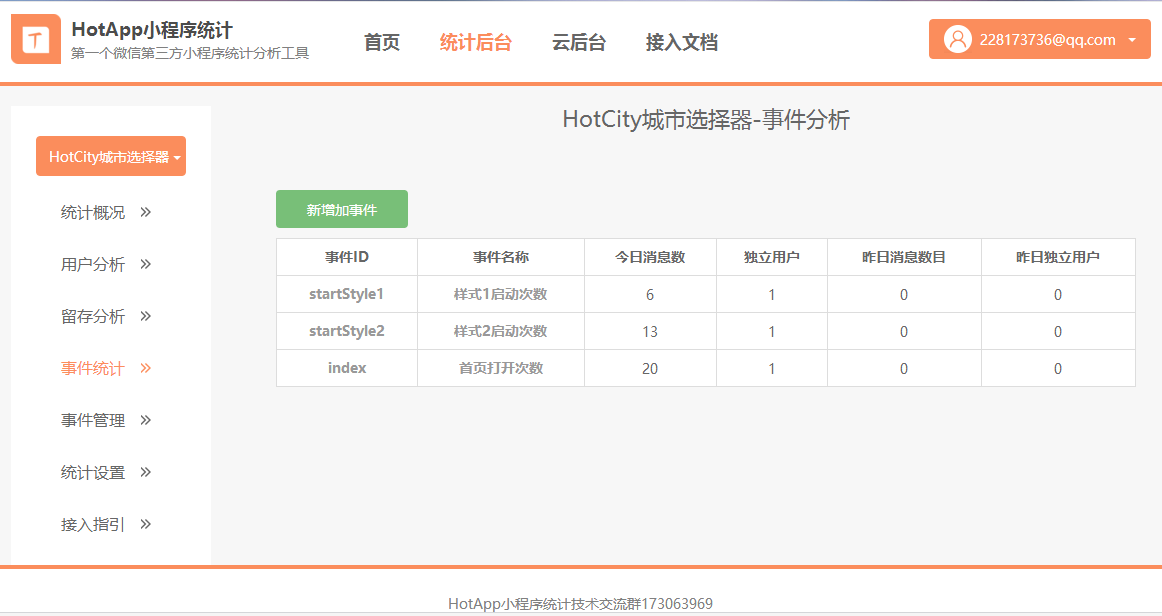 HotApp小程序统计
第一个微信第三方小程序统计分析工具
首页 统计后台 云后台 接入文档
228173736@qq.com
HotCity城市选择器-事件分析
HotCity城市选择器
统计概况
用户分析
留存分析
事件统计
事件管理
统计设置
接入指引
新增加事件
事件ID 事件名称 今日消息数 独立用户 昨日消息数目 昨日独立用户
startStyle1 样式1启动次数 6 1 0 0
startStyle2 样式2启动次数 13 1 0 0
index 首页打开次数 20 1 0 0
HotApp小程序统计技术交流群173063969